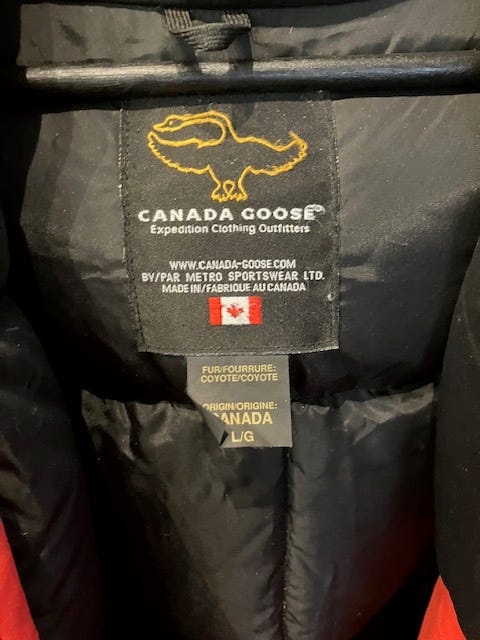 CANADA GOOSE
Expedition Clothing Outfitters
WWW.CANADA-GOOSE.COM
BY/PAR METRO SPORTSWEAR LTD.
MADE IN/FABRIQUE AU CANADA
FUR/FOURRURE:
COYOTE/COYOTE
ORIGIN/ORIGINE:
CANADA
L/G